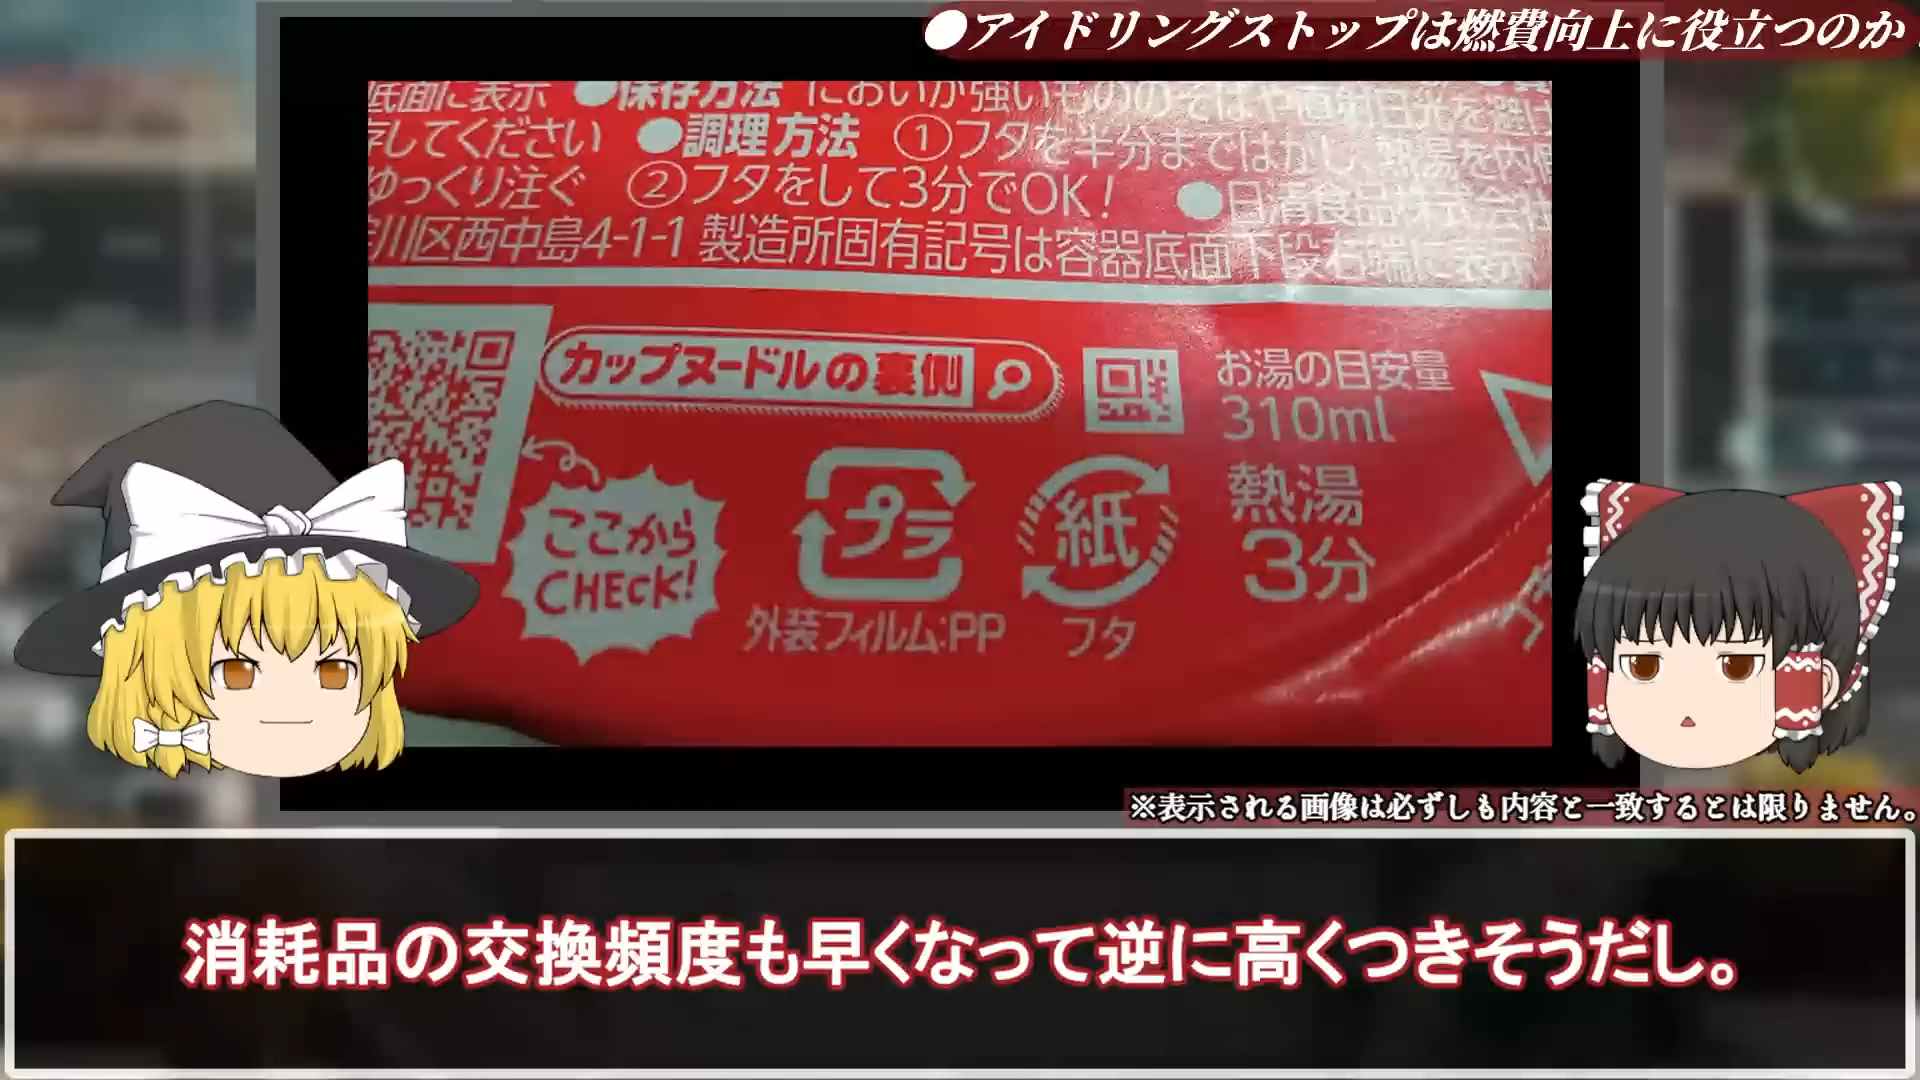 ●アイドリングストップは燃費向上に役立つのか
底面に表示 ●保存方法 においが強いもののそばや直射日光を避け
存してください ●調理方法 ①フタを半分まではがし、熱湯を内側
ゆっくり注ぐ ②フタをして3分でOK! ●日清食品株式会社
淀川区西中島4-1-1 製造所固有記号は容器底面下段右端に表示
カップヌードルの裏側
お湯の目安量
310ml
ここから
CHECK!
プラ
紙
熱湯
3分
外装フィルム:PP
フタ
※表示される画像は必ずしも内容と一致するとは限りません。
消耗品の交換頻度も早くなって逆に高くつきそうだし。